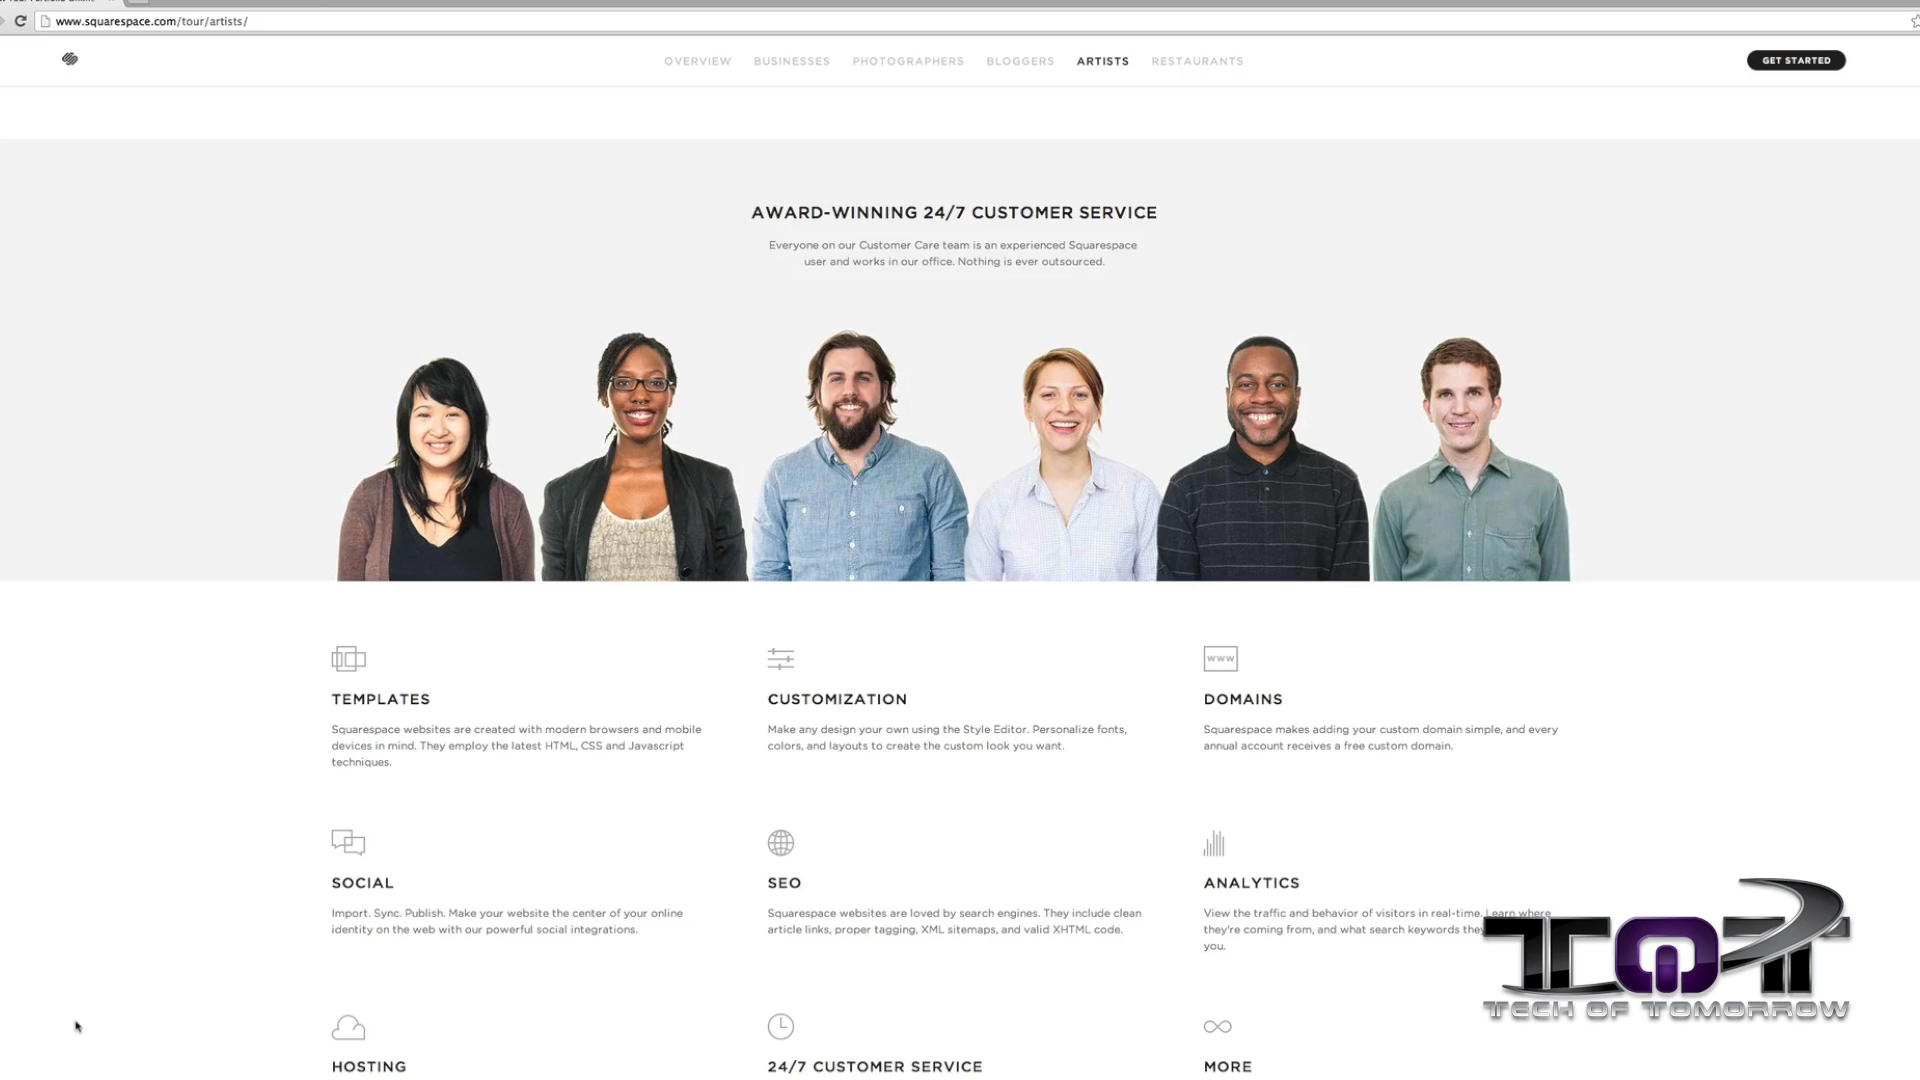 www.squarespace.com/tour/artists/
OVERVIEW BUSINESSES PHOTOGRAPHERS BLOGGERS ARTISTS RESTAURANTS
GET STARTED
AWARD-WINNING 24/7 CUSTOMER SERVICE
Everyone on our Customer Care team is an experienced Squarespace
user and works in our office. Nothing is ever outsourced.
WWW
TEMPLATES
Squarespace websites are created with modern browsers and mobile
devices in mind. They employ the latest HTML, CSS and Javascript
techniques.
CUSTOMIZATION
Make any design your own using the Style Editor. Personalize fonts,
colors, and layouts to create the custom look you want.
DOMAINS
Squarespace makes adding your custom domain simple, and every
annual account receives a free custom domain.
SOCIAL
Import. Sync. Publish. Make your website the center of your online
identity on the web with our powerful social integrations.
SEO
Squarespace websites are loved by search engines. They include clean
article links, proper tagging, XML sitemaps, and valid XHTML code.
ANALYTICS
View the traffic and behavior of visitors in real-time. Learn where
they're coming from, and what search keywords they
you.
HOSTING
24/7 CUSTOMER SERVICE
MORE
TOT
TECH OF TOMORROW